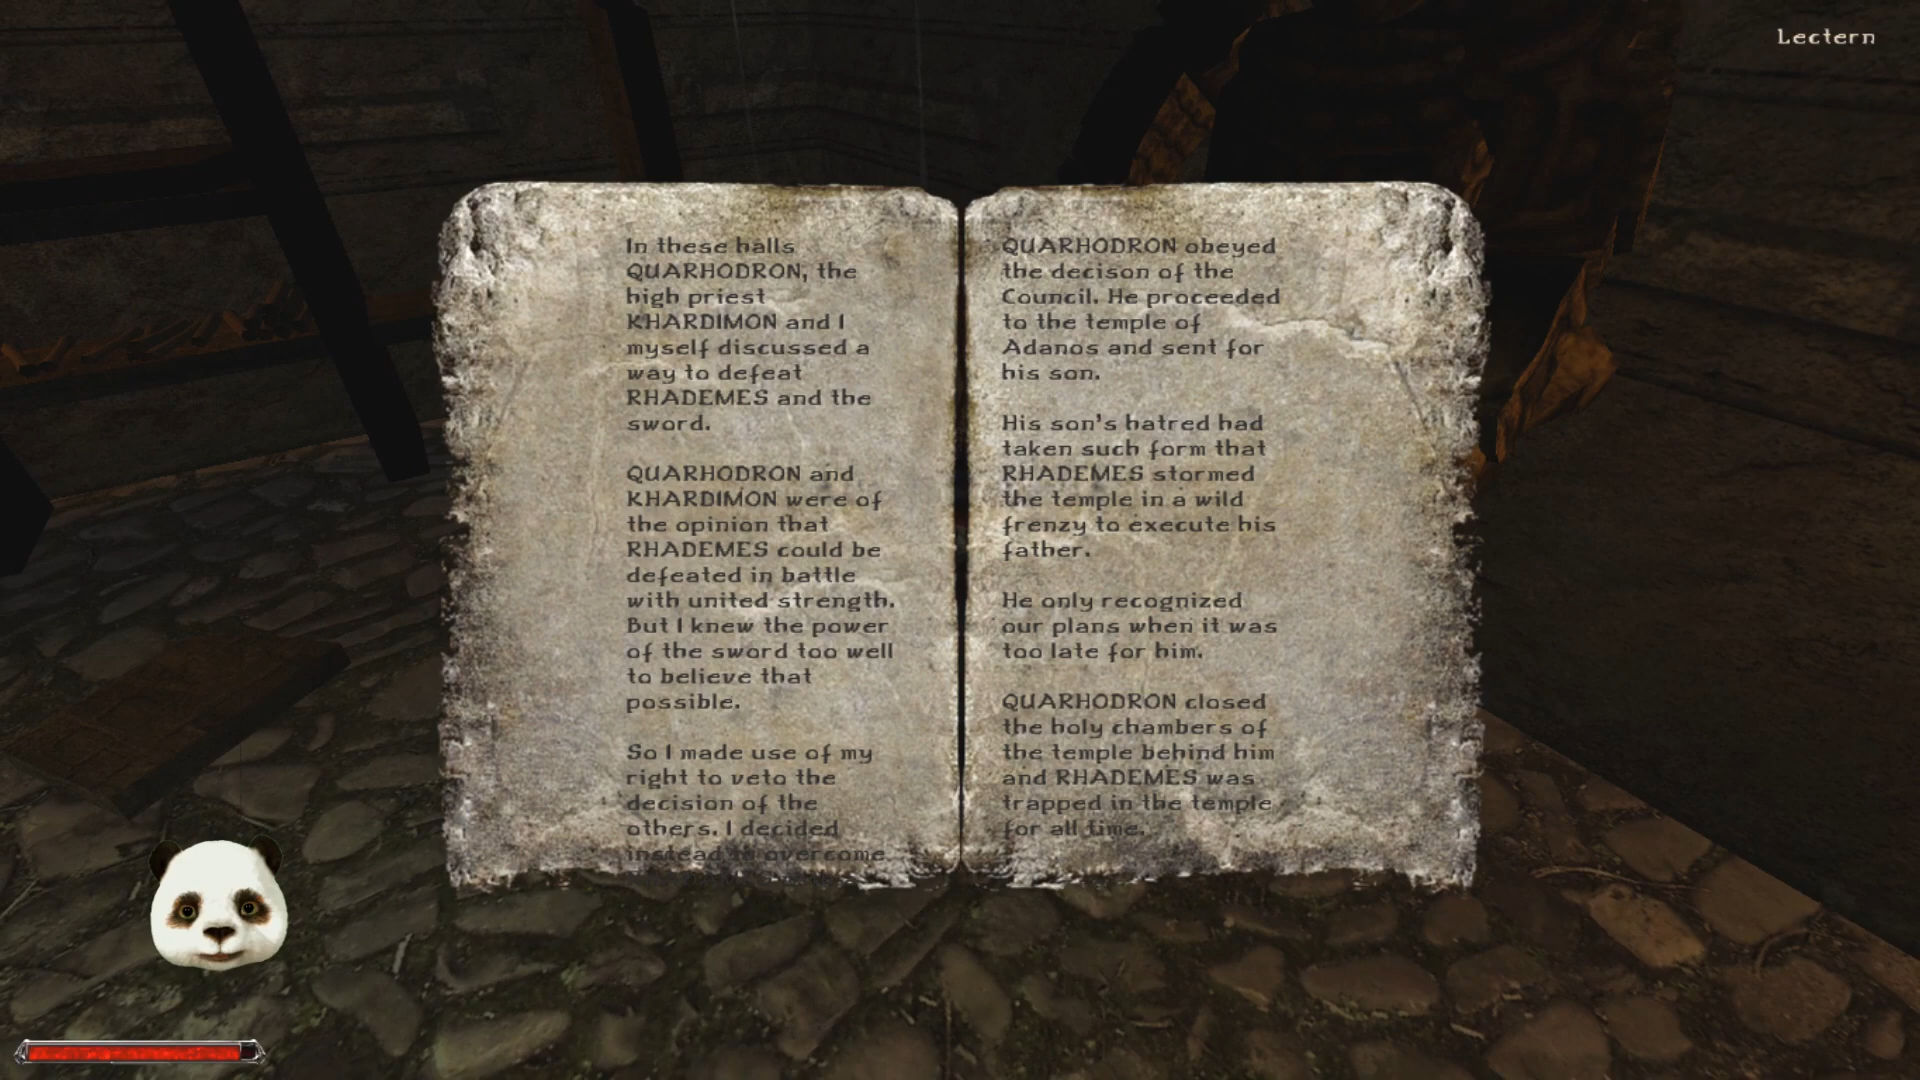 Lectern
In these halls
QUARHODRON, the
high priest
KHARDIMON and I
myself discussed a
way to defeat
RHADEMES and the
sword.
QUARHODRON and
KHARDIMON were of
the opinion that
RHADEMES could be
defeated in battle
with united strength.
But I knew the power
of the sword too well
to believe that
possible.
So I made use of my
right to veto the
decision of the
others. I decided
instead to overcome
QUARHODRON obeyed
the decison of the
Council. He proceeded
to the temple of
Adanos and sent for
his son.
His son's hatred had
taken such form that
RHADEMES stormed
the temple in a wild
frenzy to execute his
father.
He only recognized
our plans when it was
too late for him.
QUARHODRON closed
the holy chambers of
the temple behind him
and RHADEMES was
trapped in the temple
for all time.